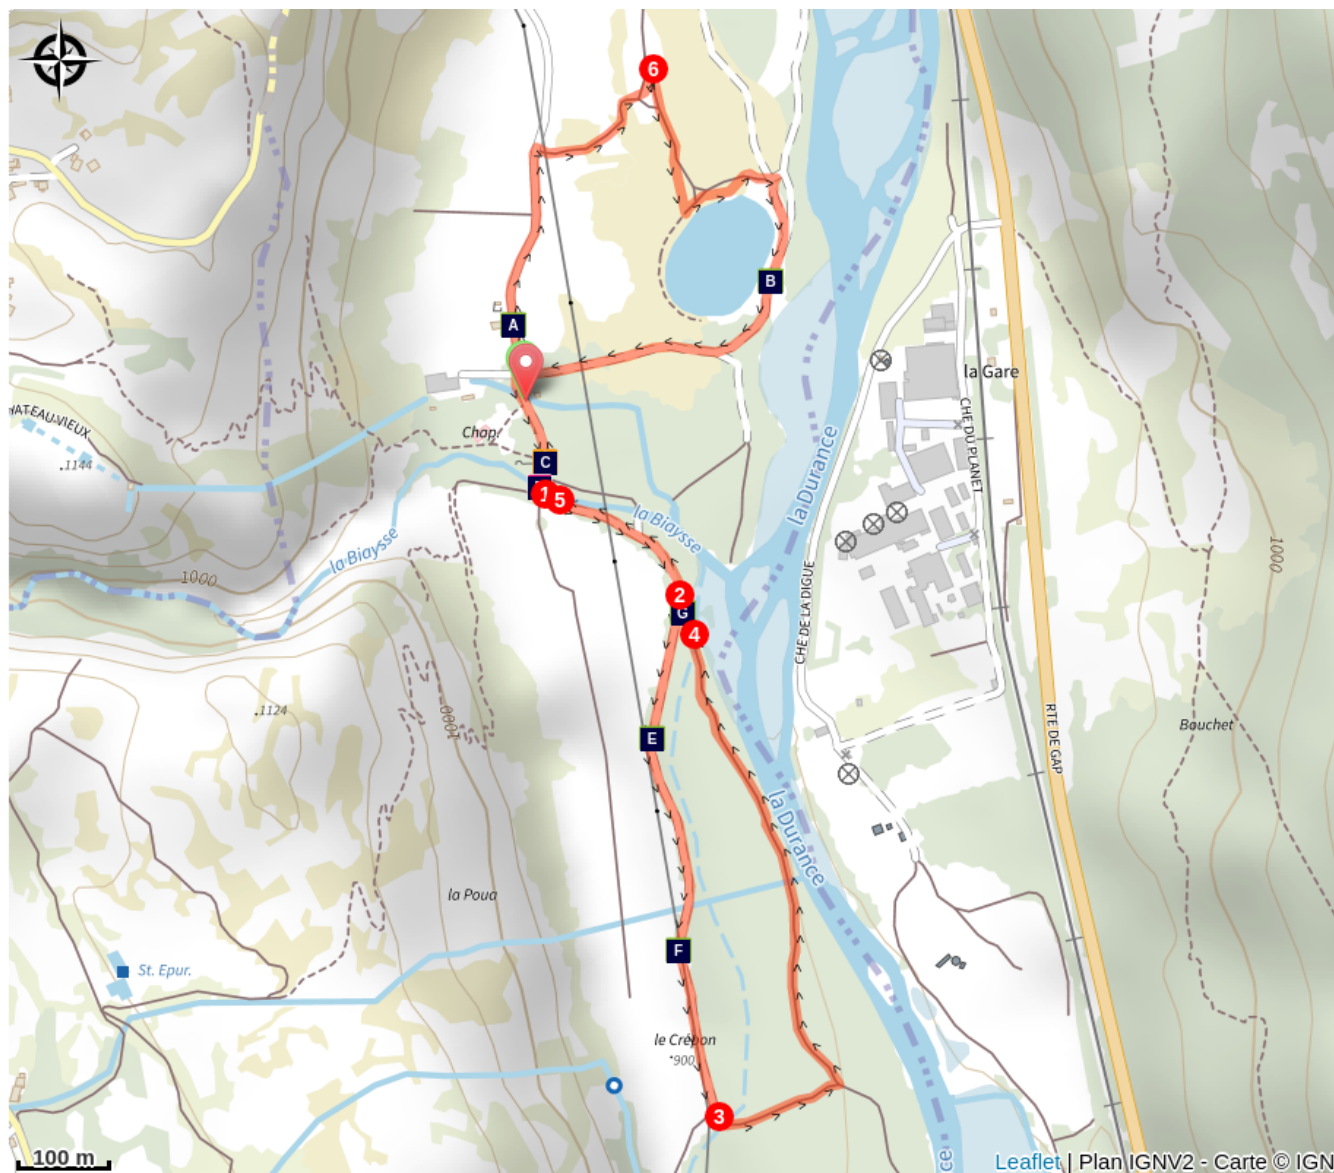 6
B
A
la Gare
HATEAU VIEUX
.1144
Chap.
CHE DU PLANET
C
1
5
la Biaysse
la Biaysse
la Durance
1000
1000
2
G
4
CHE DE LA DIGUE
.1124
1000
E
RTE DE GAP
Bouchet
la Durance
la Poua
F
St. Epur.
le Crépon
900
3
100 m
ce
Leaflet | Plan IGNV2 - Carte © IGN